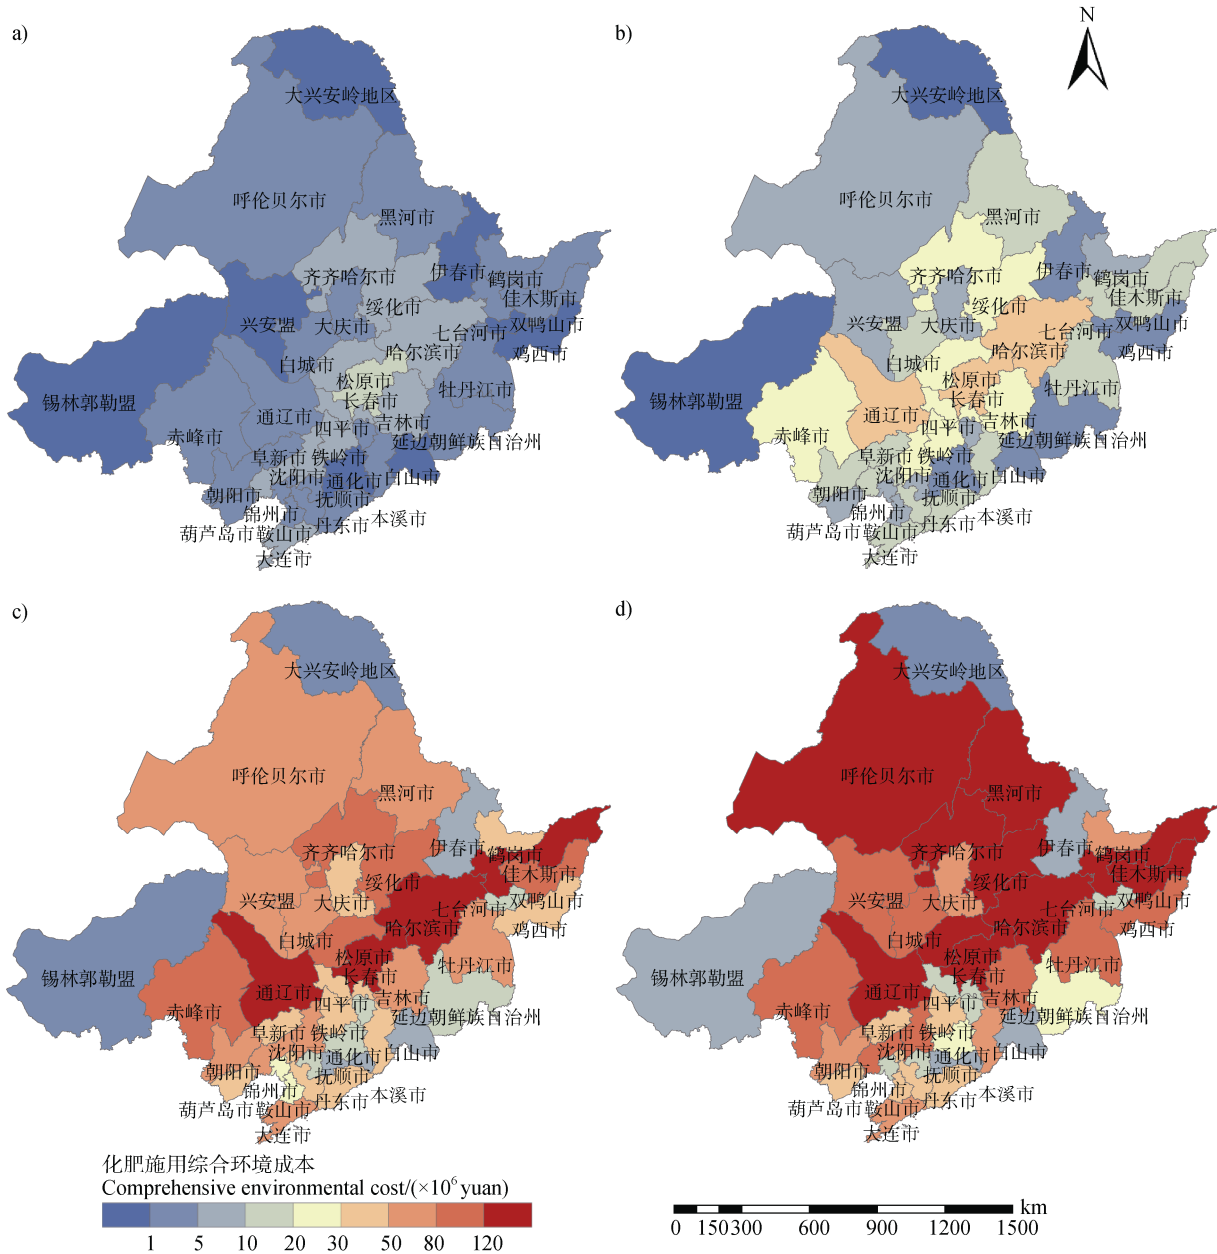 a)
b)
N
大兴安岭地区
呼伦贝尔市
黑河市
齐齐哈尔市
伊春市
鹤岗市
佳木斯市
绥化市
兴安盟
大庆市
七台河市
双鸭山市
哈尔滨市
鸡西市
白城市
松原市
牡丹江市
锡林郭勒盟
长春市
通辽市
四平市
吉林市
赤峰市
延边朝鲜族自治州
阜新市
铁岭市
沈阳市
通化市
白山市
朝阳市
抚顺市
锦州市
丹东市
本溪市
葫芦岛市
鞍山市
大连市
大兴安岭地区
呼伦贝尔市
黑河市
齐齐哈尔市
伊春市
鹤岗市
佳木斯市
绥化市
兴安盟
大庆市
七台河市
双鸭山市
哈尔滨市
鸡西市
白城市
松原市
牡丹江市
锡林郭勒盟
长春市
通辽市
四平市
吉林市
赤峰市
延边朝鲜族自治州
阜新市
铁岭市
沈阳市
通化市
白山市
朝阳市
抚顺市
锦州市
丹东市
本溪市
葫芦岛市
鞍山市
大连市
c)
d)
大兴安岭地区
呼伦贝尔市
黑河市
齐齐哈尔市
伊春市
鹤岗市
佳木斯市
绥化市
兴安盟
大庆市
七台河市
双鸭山市
哈尔滨市
鸡西市
白城市
松原市
牡丹江市
锡林郭勒盟
长春市
通辽市
四平市
吉林市
赤峰市
延边朝鲜族自治州
阜新市
铁岭市
沈阳市
通化市
白山市
朝阳市
抚顺市
锦州市
丹东市
本溪市
葫芦岛市
鞍山市
大连市
大兴安岭地区
呼伦贝尔市
黑河市
齐齐哈尔市
伊春市
鹤岗市
佳木斯市
绥化市
兴安盟
大庆市
七台河市
双鸭山市
哈尔滨市
鸡西市
白城市
松原市
牡丹江市
锡林郭勒盟
长春市
通辽市
四平市
吉林市
赤峰市
延边朝鲜族自治州
阜新市
铁岭市
沈阳市
通化市
白山市
朝阳市
抚顺市
锦州市
丹东市
本溪市
葫芦岛市
鞍山市
大连市
化肥施用综合环境成本
Comprehensive environmental cost/(×10⁶ yuan)
1 5 10 20 30 50 80 120
km
0 150 300 600 900 1200 1500